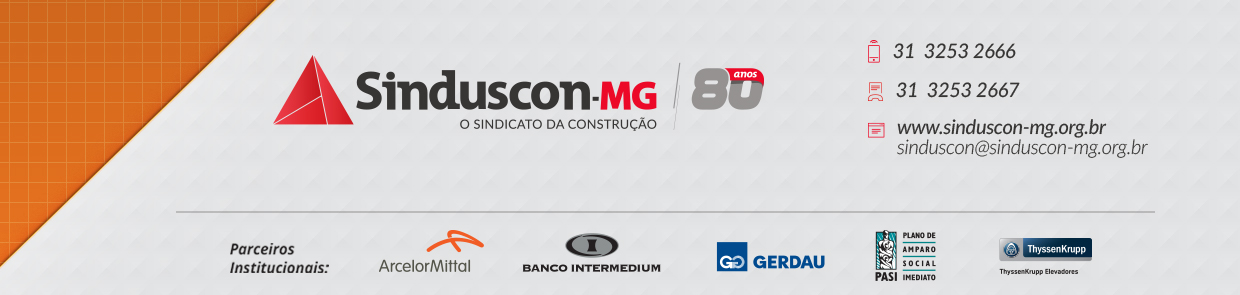 Sinduscon-MG
O SINDICATO DA CONSTRUÇÃO
80 anos
31 3253 2666
31 3253 2667
www.sinduscon-mg.org.br
sinduscon@sinduscon-mg.org.br
Parceiros
Institucionais:
ArcelorMittal
I
BANCO INTERMEDIUM
GG GERDAU
PASI
PLANO DE
AMPARO
SOCIAL
IMEDIATO
ThyssenKrupp
ThyssenKrupp Elevadores